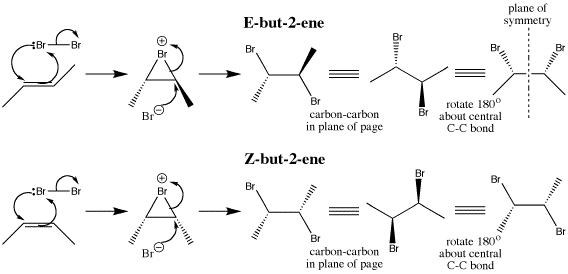 E-but-2-ene
plane of
symmetry
:Br Br
⊕
Br
Br⊖
Br
Br
Br
Br
Br Br
carbon-carbon
in plane of page
rotate 180°
about central
C-C bond
Z-but-2-ene
:Br Br
⊕
Br
Br⊖
Br
Br
Br
Br
Br
Br
carbon-carbon
in plane of page
rotate 180°
about central
C-C bond